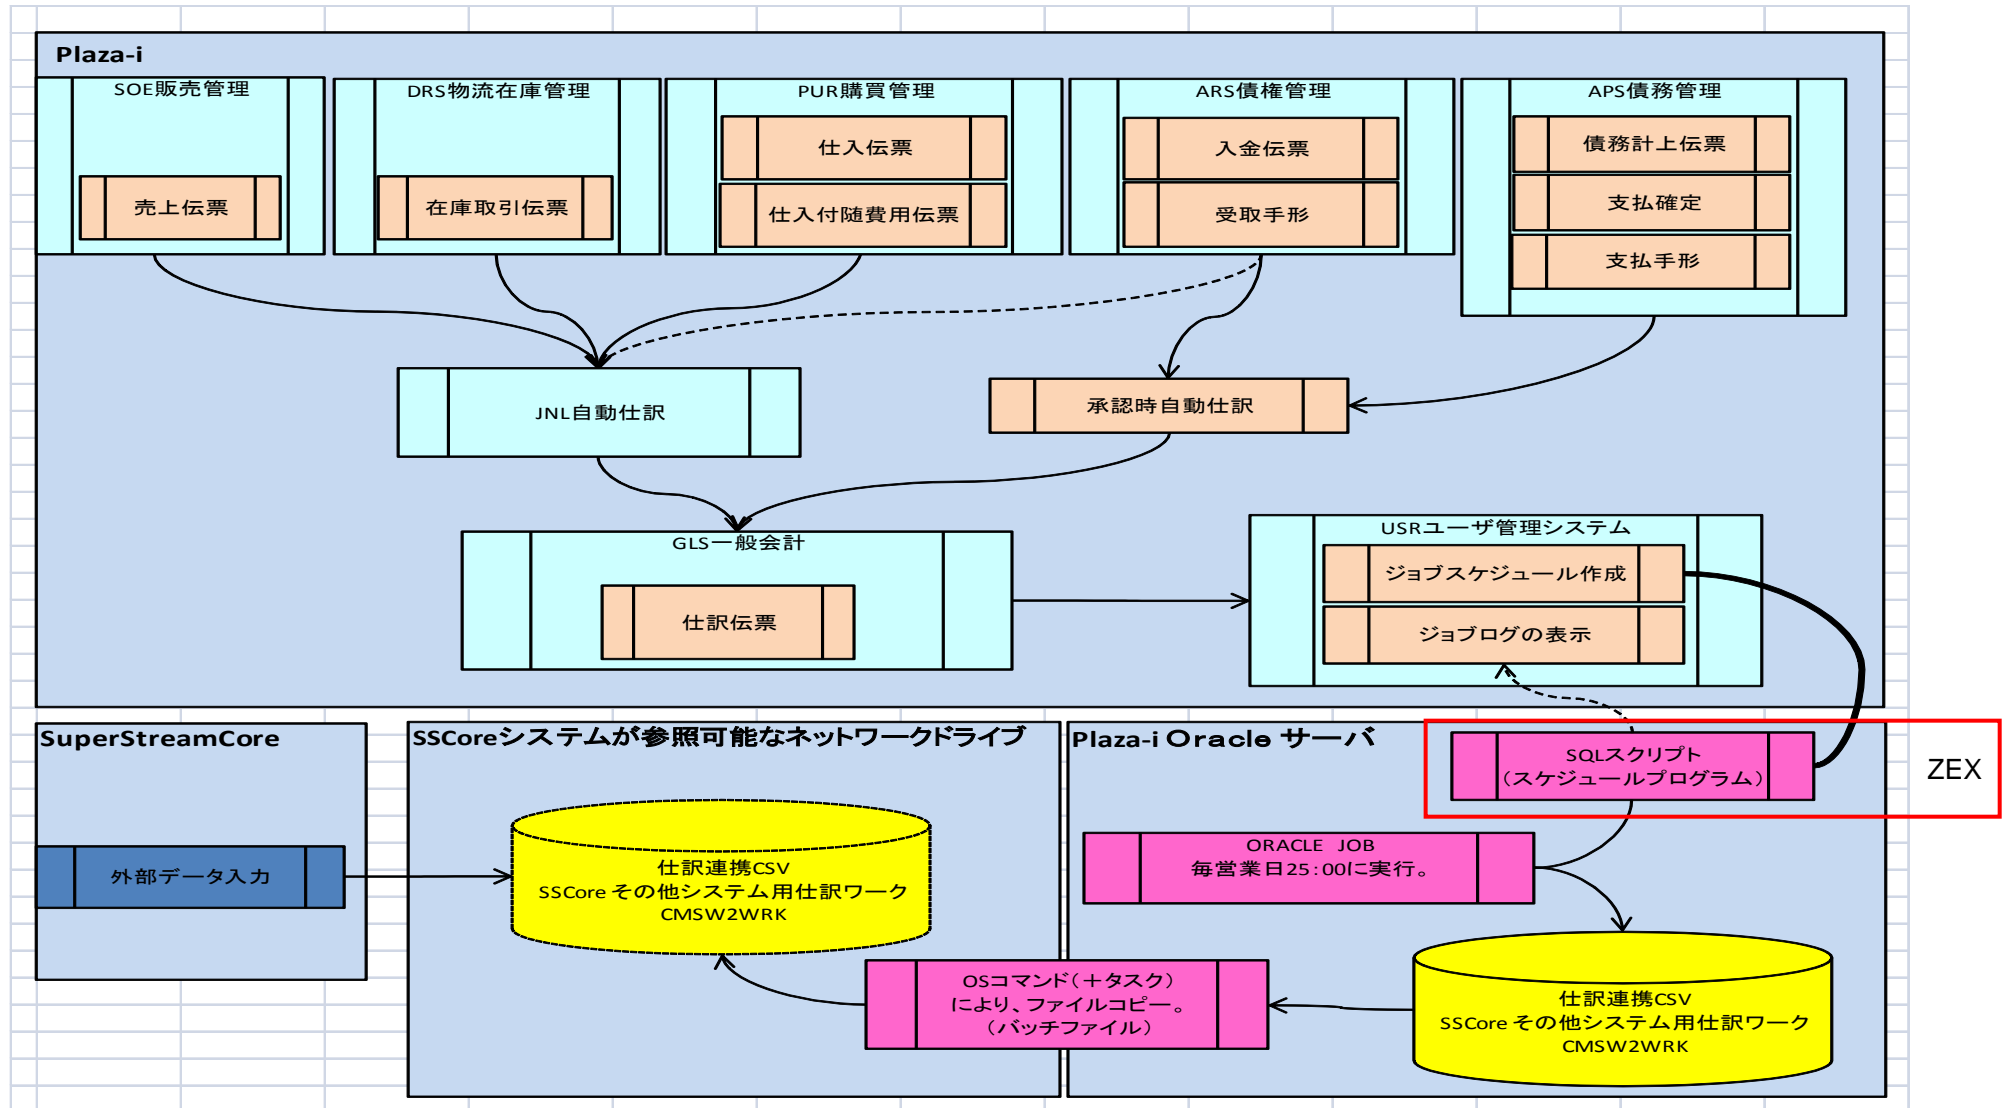 Plaza-i
SOE販売管理
売上伝票
DRS物流在庫管理
在庫取引伝票
PUR購買管理
仕入伝票
仕入付随費用伝票
ARS債権管理
入金伝票
受取手形
APS債務管理
債務計上伝票
支払確定
支払手形
JNL自動仕訳
承認時自動仕訳
GLS一般会計
仕訳伝票
USRユーザ管理システム
ジョブスケジュール作成
ジョブログの表示
SuperStreamCore
外部データ入力
SSCoreシステムが参照可能なネットワークドライブ
仕訳連携CSV
SSCore その他システム用仕訳ワーク
CMSW2WRK
Plaza-i Oracle サーバ
SQLスクリプト
（スケジュールプログラム）
ZEX
ORACLE JOB
毎営業日25：00に実行。
OSコマンド（＋タスク）
により、ファイルコピー。
（バッチファイル）
仕訳連携CSV
SSCore その他システム用仕訳ワーク
CMSW2WRK